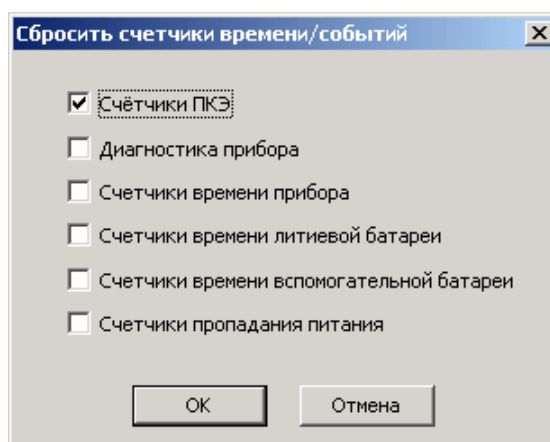 Сбросить счетчики времени/событий
Счётчики ПКЭ
Диагностика прибора
Счетчики времени прибора
Счетчики времени литиевой батареи
Счетчики времени вспомогательной батареи
Счетчики пропадания питания
OK
Отмена